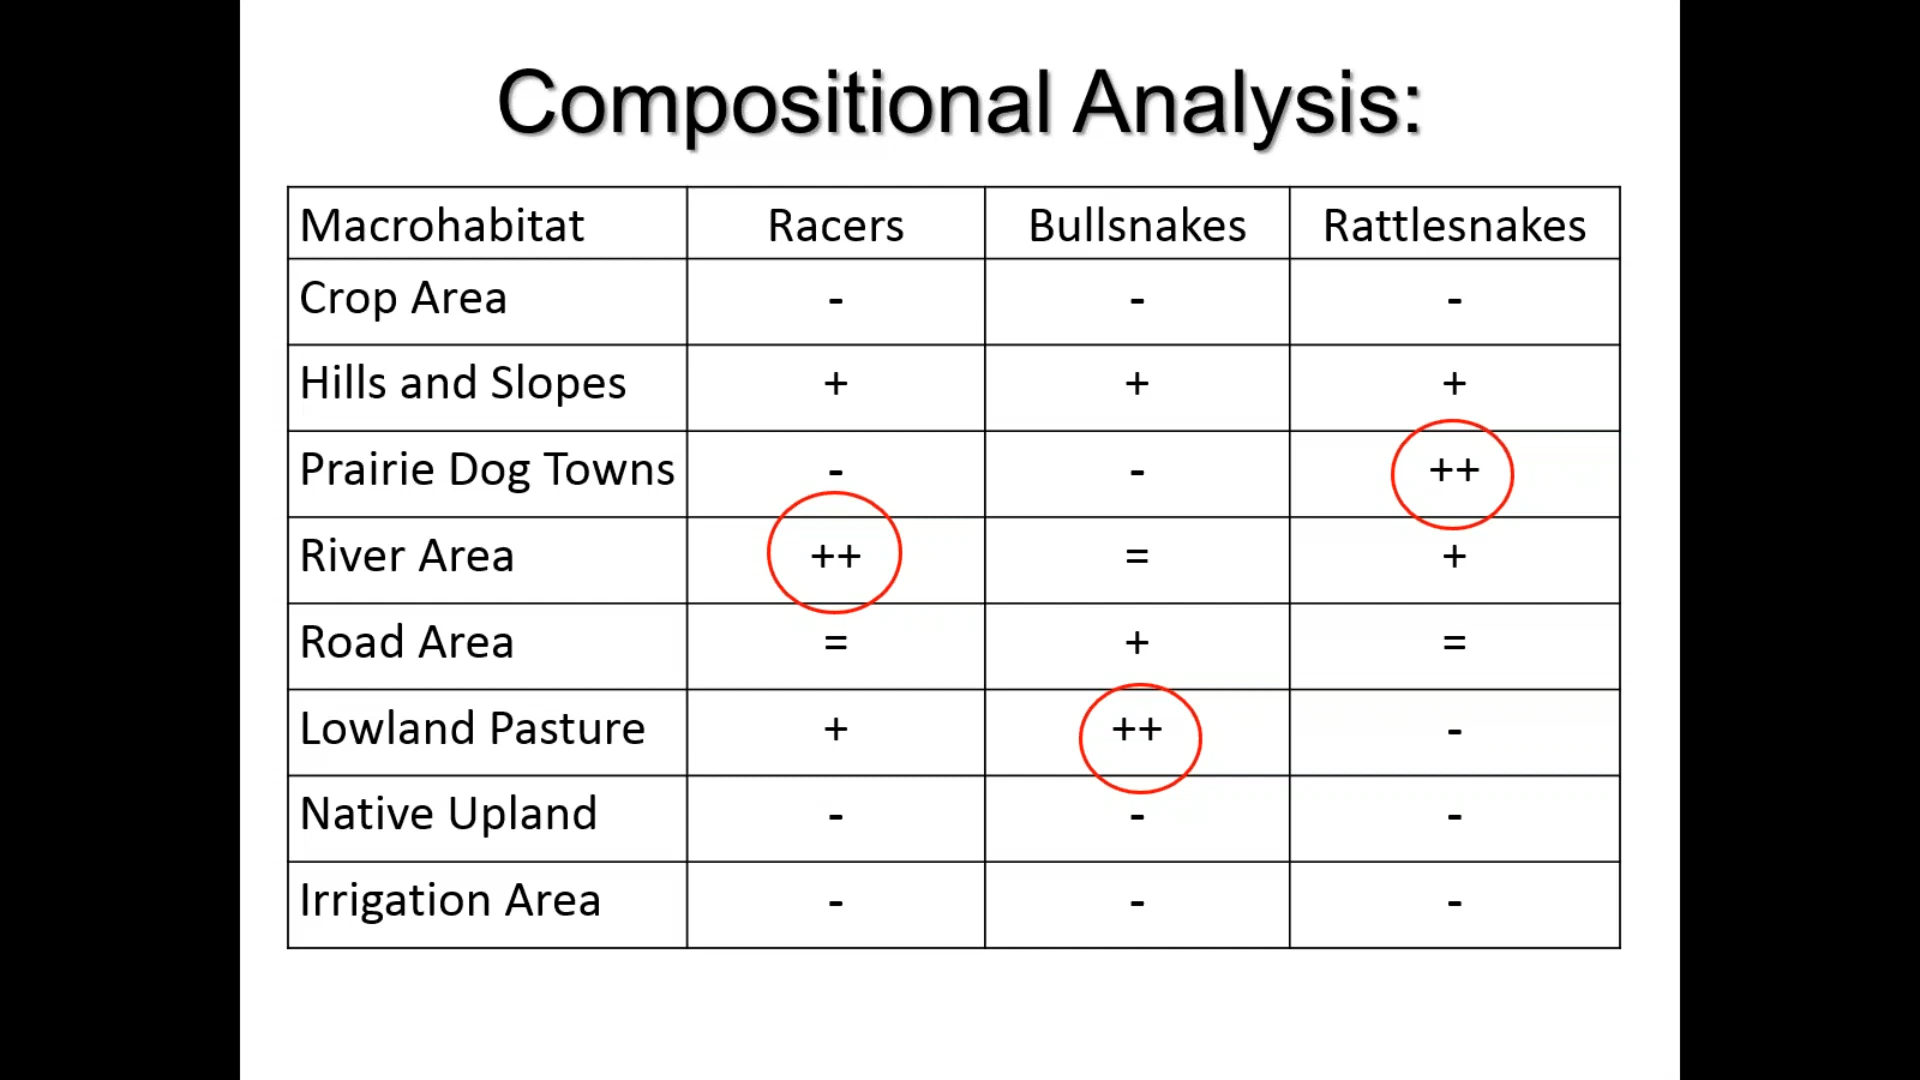 Compositional Analysis:
Macrohabitat Racers Bullsnakes Rattlesnakes
Crop Area - - -
Hills and Slopes + + +
Prairie Dog Towns - - ++
River Area ++ = +
Road Area = + =
Lowland Pasture + ++ -
Native Upland - - -
Irrigation Area - - -